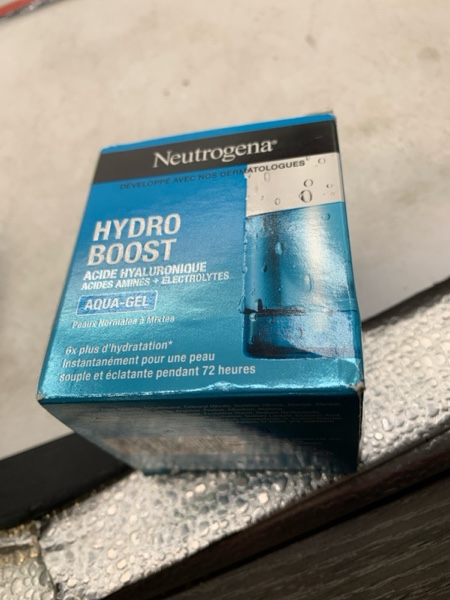 Neutrogena®
DÉVELOPPÉ AVEC NOS DERMATOLOGUES
HYDRO
BOOST
ACIDE HYALURONIQUE
ACIDES AMINÉS + ÉLECTROLYTES
AQUA-GEL
Peaux Normales à Mixtes
6x plus d'hydratation*
Instantanément pour une peau
souple et éclatante pendant 72 heures